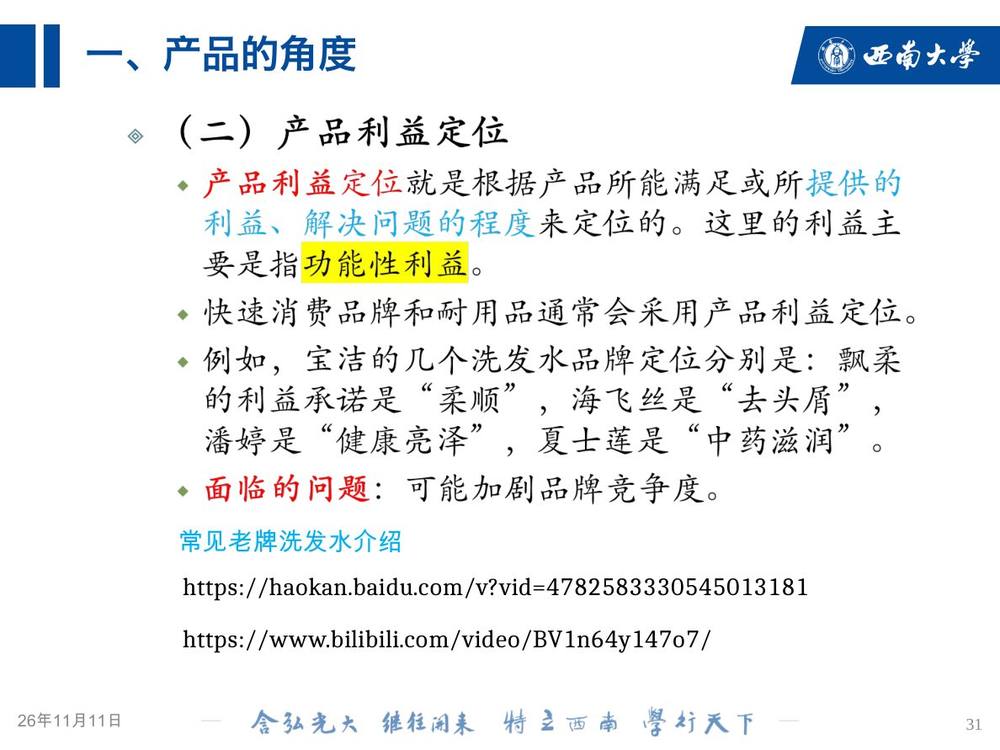 一、产品的角度
西南大学
（二）产品利益定位
产品利益定位就是根据产品所能满足或所提供的
利益、解决问题的程度来定位的。这里的利益主
要是指功能性利益。
快速消费品牌和耐用品通常会采用产品利益定位。
例如，宝洁的几个洗发水品牌定位分别是：飘柔
的利益承诺是“柔顺”，海飞丝是“去头屑”，
潘婷是“健康亮泽”，夏士莲是“中药滋润”。
面临的问题：可能加剧品牌竞争度。
常见老牌洗发水介绍
https://haokan.baidu.com/v?vid=4782583330545013181
https://www.bilibili.com/video/BV1n64y147o7/
26年11月11日
含弘光大 继往开来 特立西南 学行天下
31